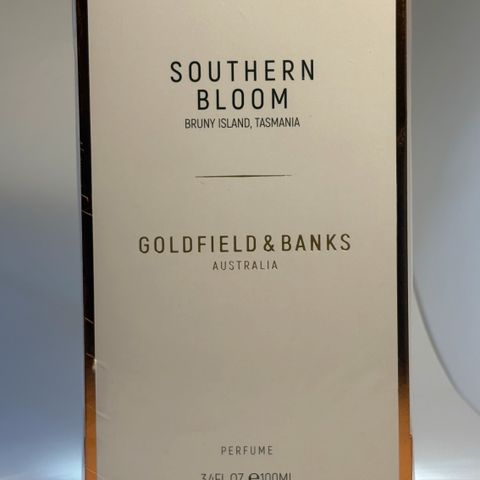 SOUTHERN
BLOOM
BRUNY ISLAND, TASMANIA
GOLDFIELD & BANKS
AUSTRALIA
PERFUME
3.4FL OZ ℮100ML